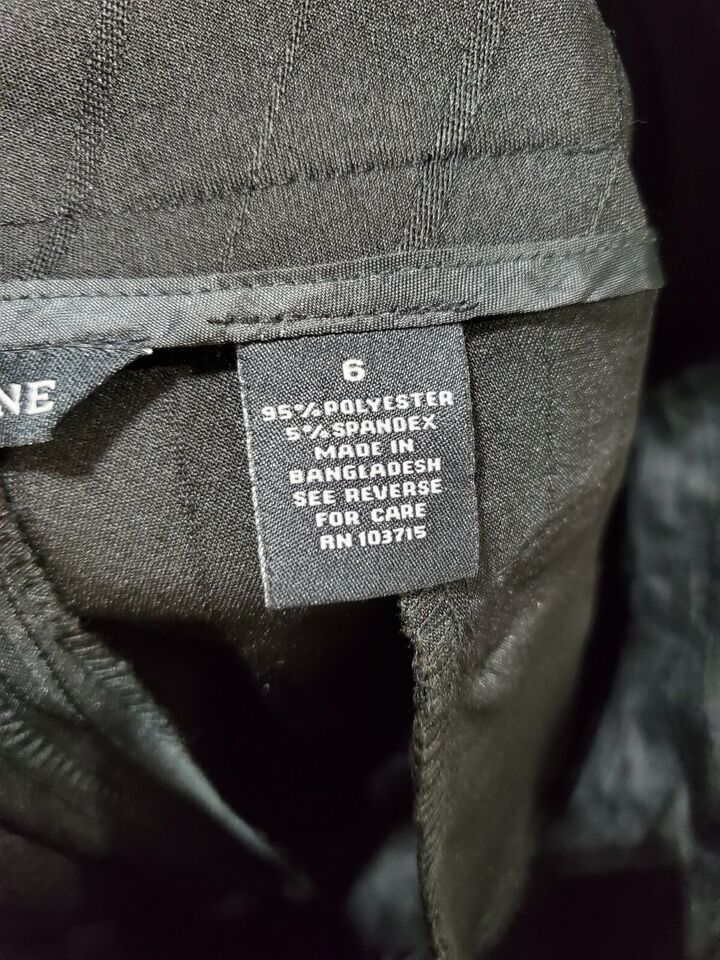 NE
6
95%POLYESTER
5%SPANDEX
MADE IN
BANGLADESH
SEE REVERSE
FOR CARE
RN 103715